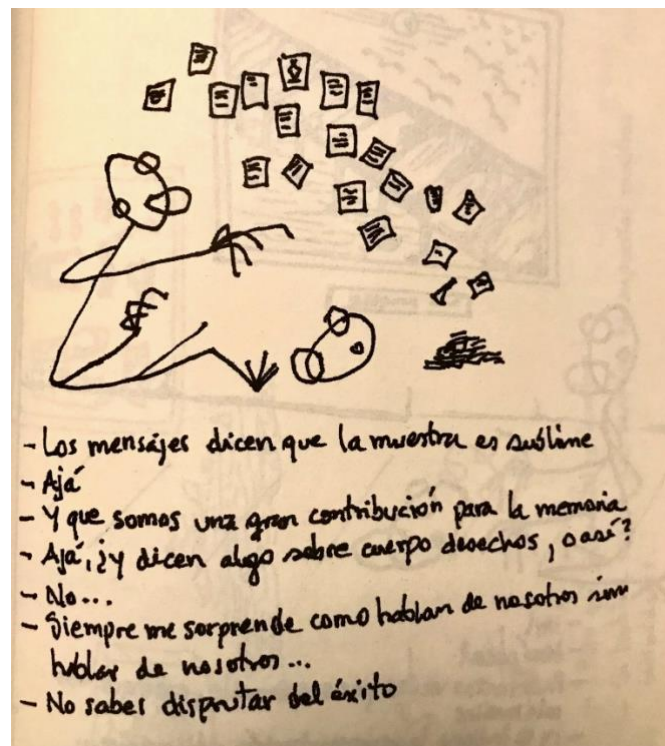 - Los mensajes dicen que la muestra es sublime
- Ajá
- Y que somos una gran contribución para la memoria
- Ajá, ¿y dicen algo sobre cuerpo desechos, o así?
- No...
- Siempre me sorprende como hablan de nosotros sin
hablar de nosotros...
- No sabes disfrutar del éxito